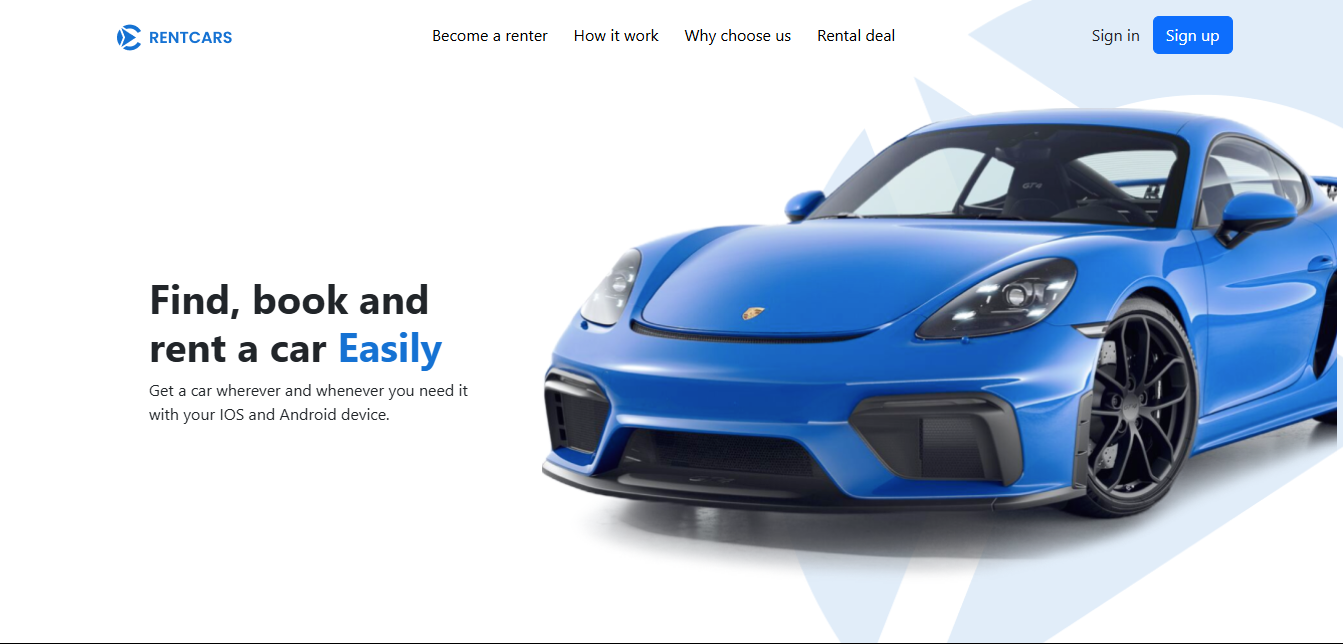 RENTCARS
Become a renter
How it work
Why choose us
Rental deal
Sign in
Sign up
GT4
Find, book and
rent a car Easily
Get a car wherever and whenever you need it
with your IOS and Android device.